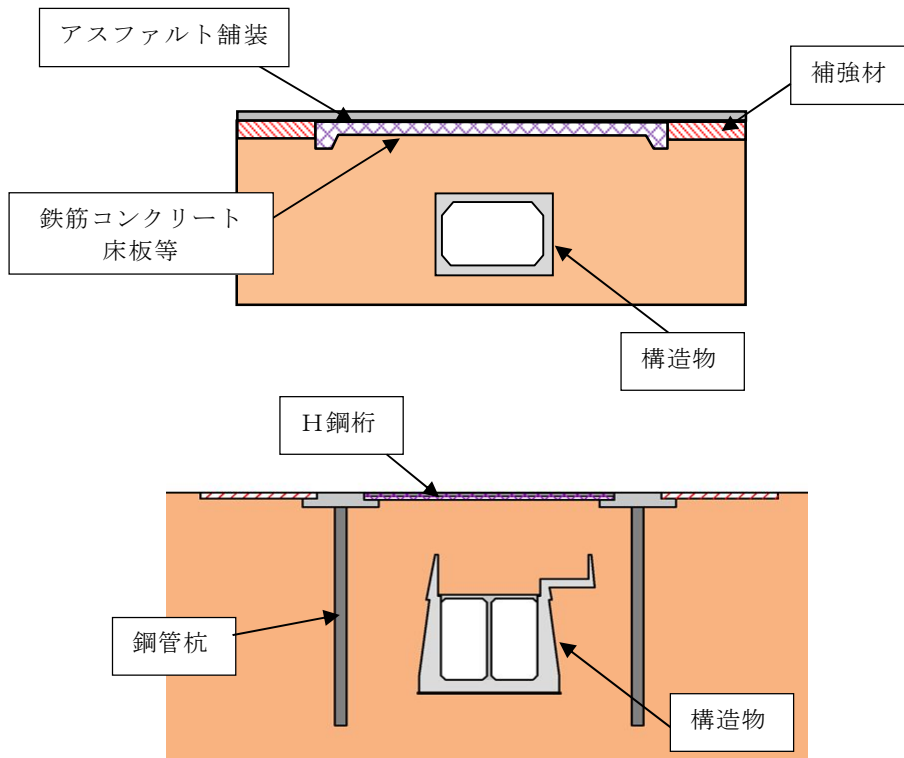 アスファルト舗装
補強材
鉄筋コンクリート
床板等
構造物
Ｈ鋼桁
鋼管杭
構造物